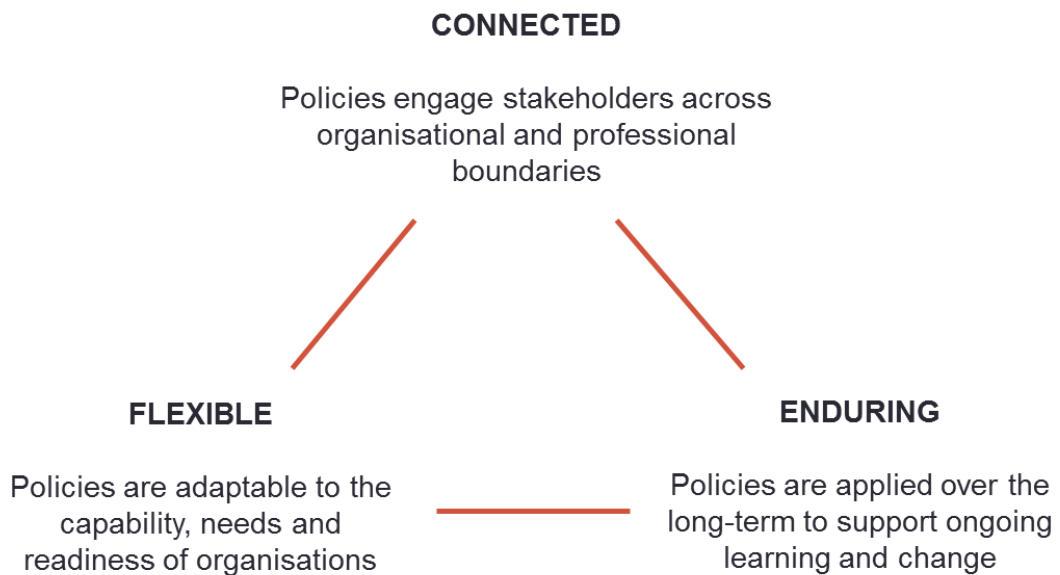 CONNECTED
Policies engage stakeholders across
organisational and professional
boundaries
FLEXIBLE
Policies are adaptable to the
capability, needs and
readiness of organisations
ENDURING
Policies are applied over the
long-term to support ongoing
learning and change